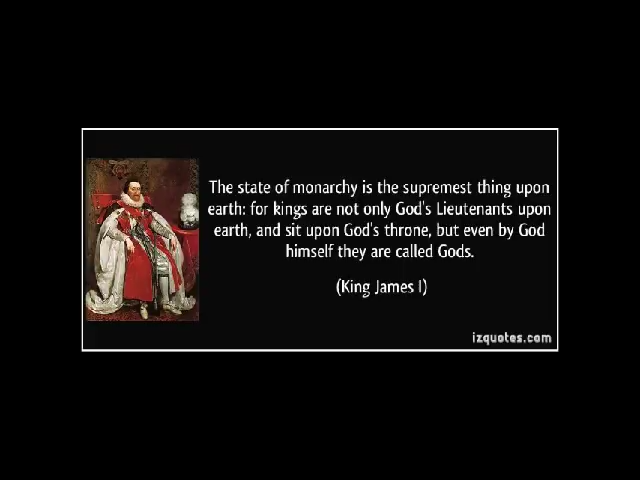 The state of monarchy is the supremest thing upon
earth: for kings are not only God's Lieutenants upon
earth, and sit upon God's throne, but even by God
himself they are called Gods.
(King James I)
izquotes.com